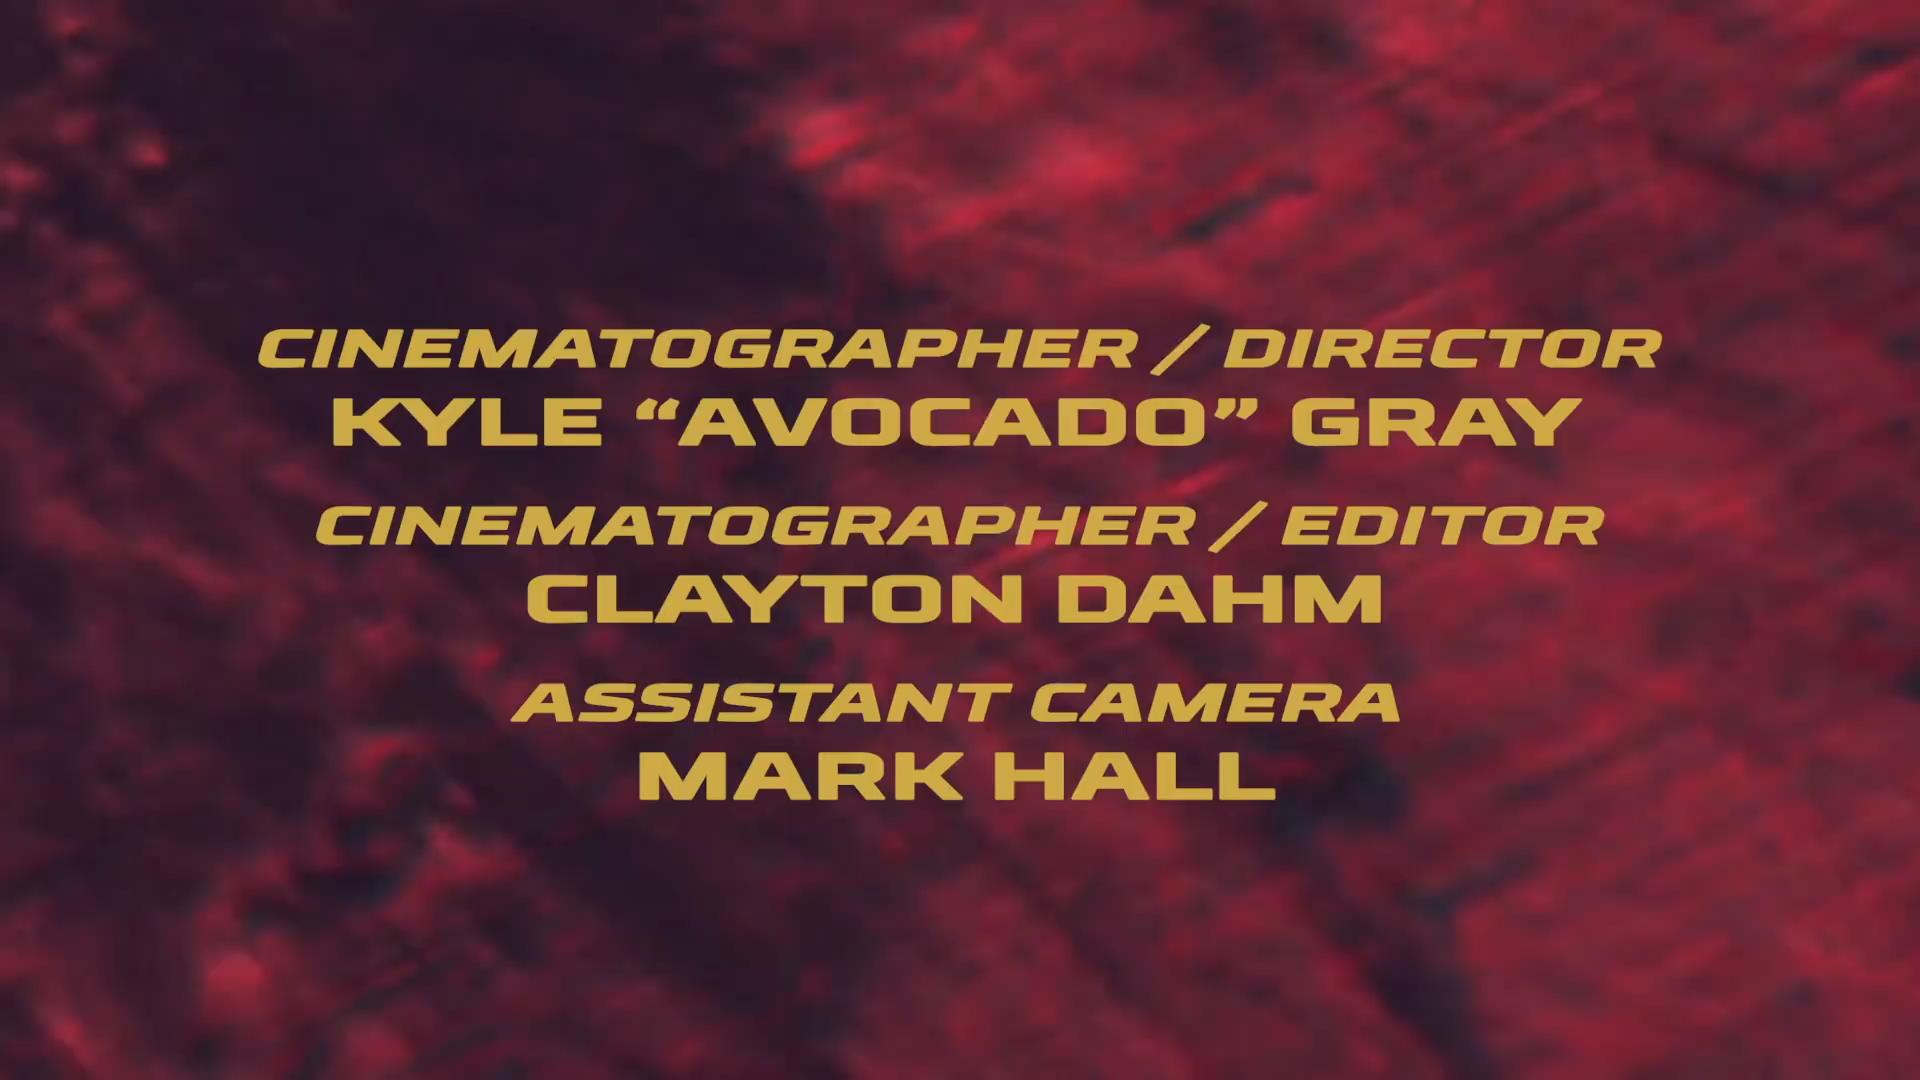 CINEMATOGRAPHER / DIRECTOR
KYLE “AVOCADO” GRAY
CINEMATOGRAPHER / EDITOR
CLAYTON DAHM
ASSISTANT CAMERA
MARK HALL